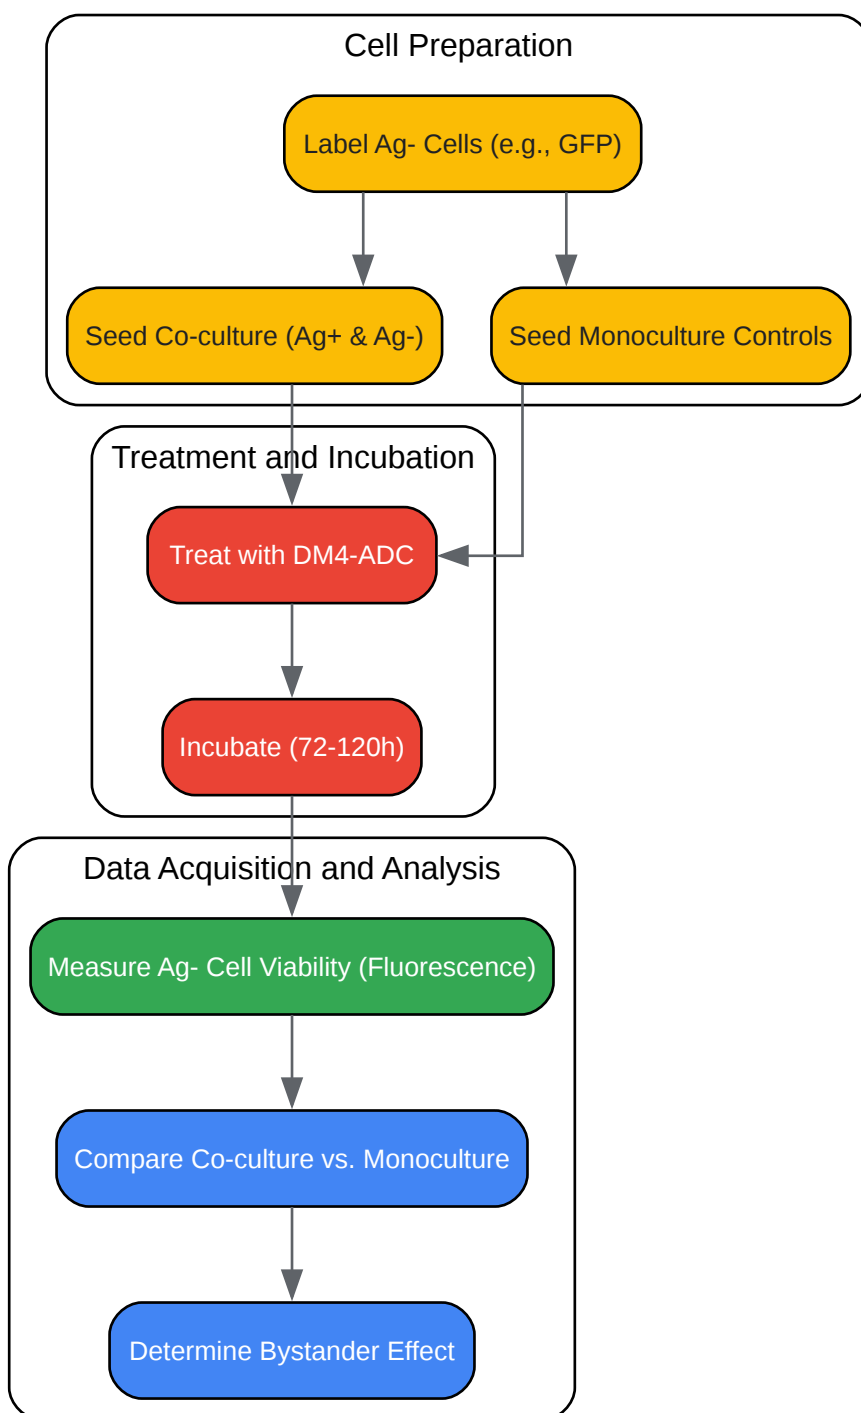 Cell Preparation
Label Ag- Cells (e.g., GFP)
Seed Co-culture (Ag+ & Ag-)
Seed Monoculture Controls
Treatment and Incubation
Treat with DM4-ADC
Incubate (72-120h)
Data Acquisition and Analysis
Measure Ag- Cell Viability (Fluorescence)
Compare Co-culture vs. Monoculture
Determine Bystander Effect